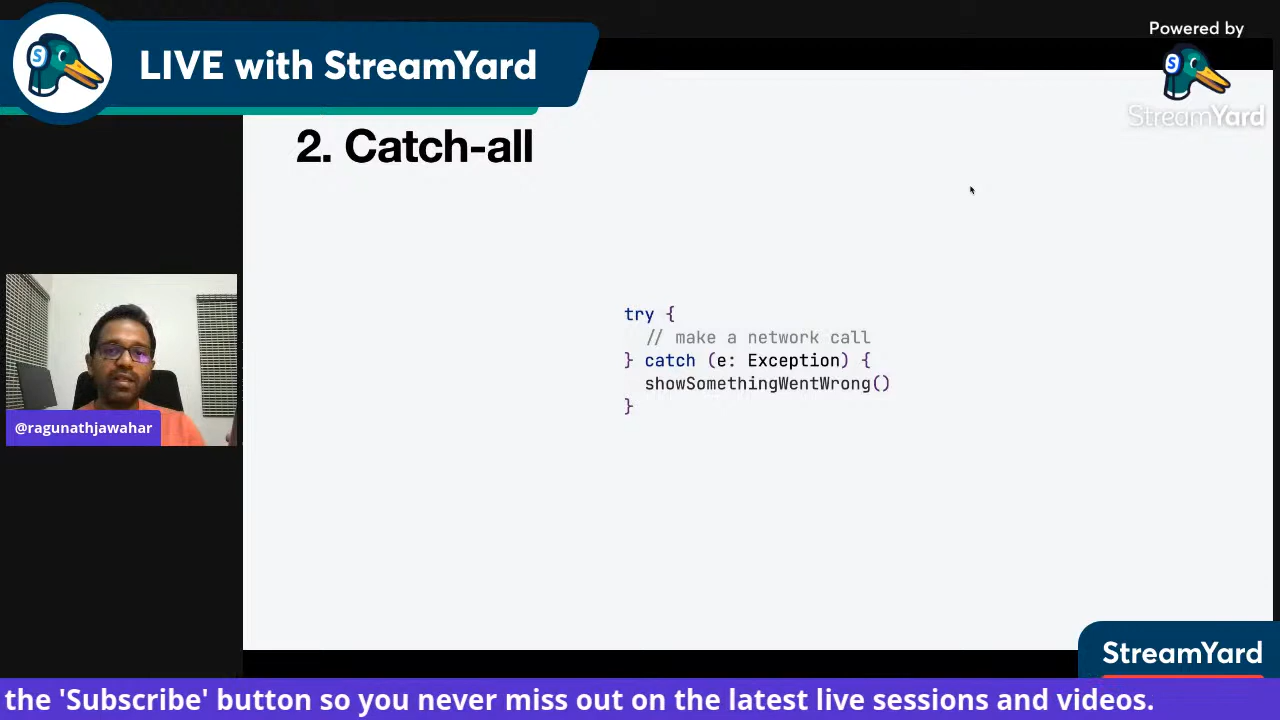 LIVE with StreamYard
Powered by
S
StreamYard
2. Catch-all
try {
// make a network call
} catch (e: Exception) {
showSomethingWentWrong()
}
@ragunathjawahar
StreamYard
the 'Subscribe' button so you never miss out on the latest live sessions and videos.